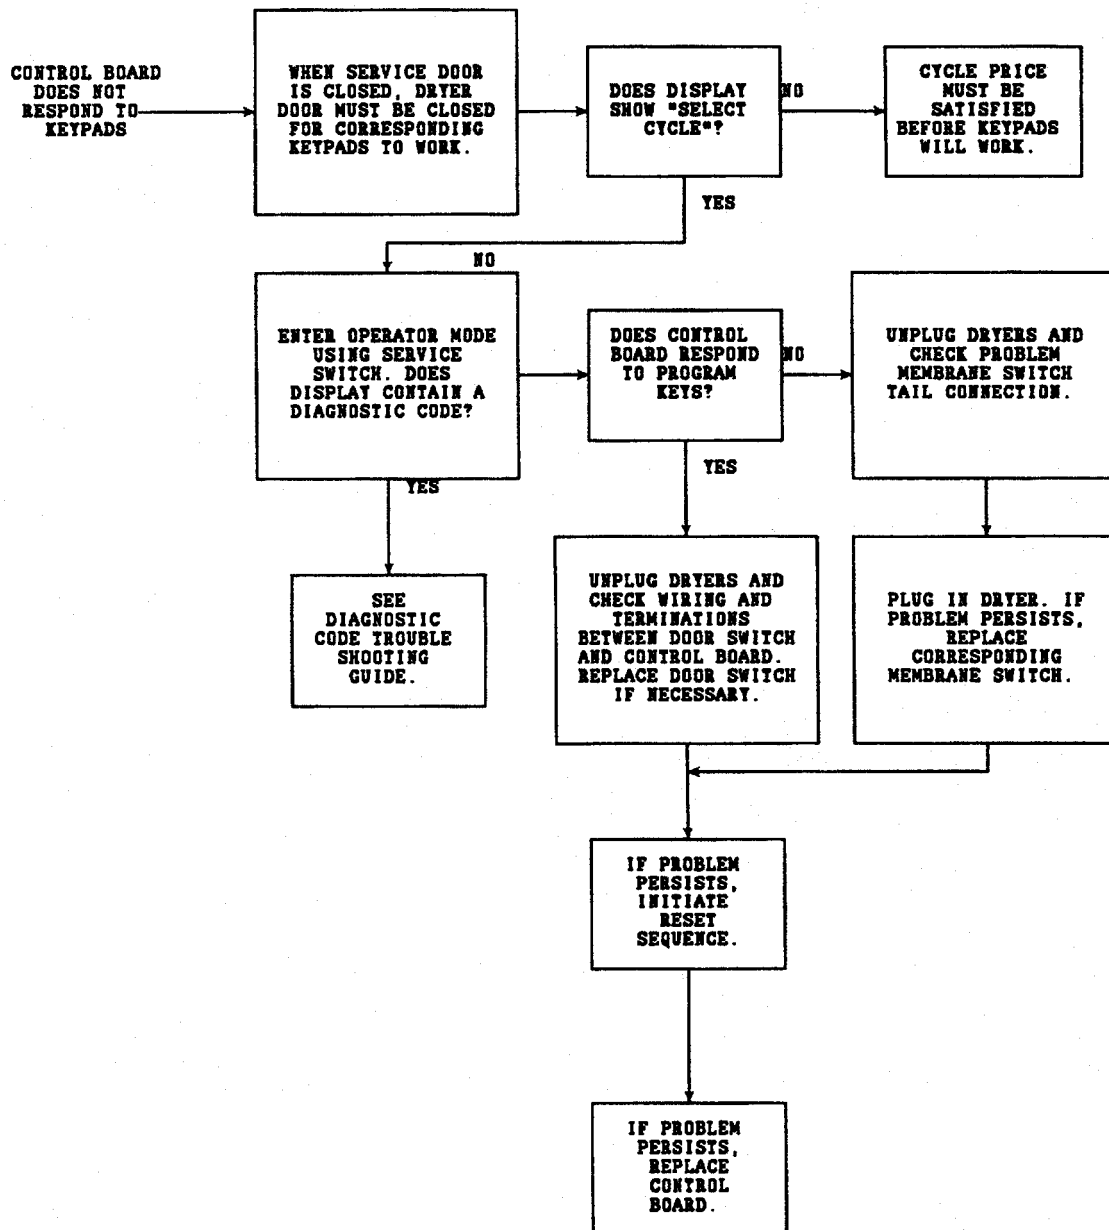 CONTROL BOARD
DOES NOT
RESPOND TO
KEYPADS
WHEN SERVICE DOOR
IS CLOSED, DRYER
DOOR MUST BE CLOSED
FOR CORRESPONDING
KEYPADS TO WORK.
DOES DISPLAY
SHOW "SELECT
CYCLE"?
NO
CYCLE PRICE
MUST BE
SATISFIED
BEFORE KEYPADS
WILL WORK.
YES
NO
ENTER OPERATOR MODE
USING SERVICE
SWITCH. DOES
DISPLAY CONTAIN A
DIAGNOSTIC CODE?
DOES CONTROL
BOARD RESPOND
TO PROGRAM
KEYS?
NO
UNPLUG DRYERS AND
CHECK PROBLEM
MEMBRANE SWITCH
TAIL CONNECTION.
YES
YES
SEE
DIAGNOSTIC
CODE TROUBLE
SHOOTING
GUIDE.
UNPLUG DRYERS AND
CHECK WIRING AND
TERMINATIONS
BETWEEN DOOR SWITCH
AND CONTROL BOARD.
REPLACE DOOR SWITCH
IF NECESSARY.
PLUG IN DRYER. IF
PROBLEM PERSISTS,
REPLACE
CORRESPONDING
MEMBRANE SWITCH.
IF PROBLEM
PERSISTS,
INITIATE
RESET
SEQUENCE.
IF PROBLEM
PERSISTS,
REPLACE
CONTROL
BOARD.